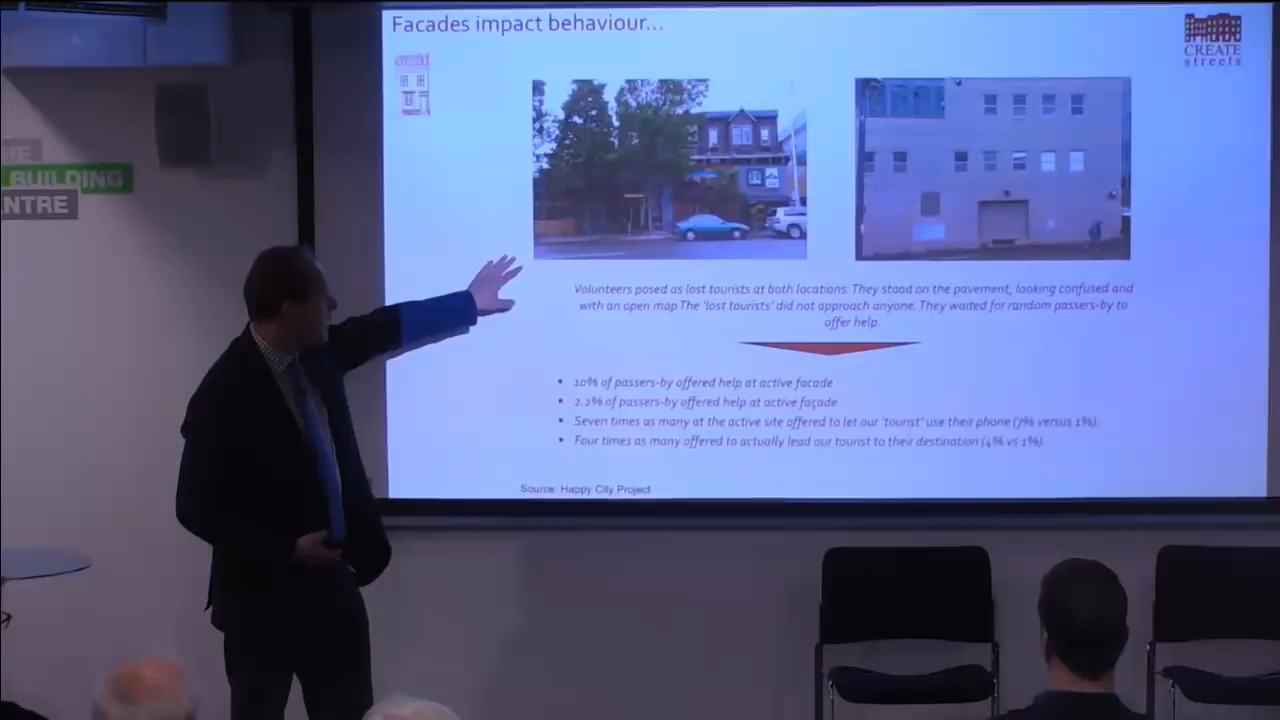 Facades impact behaviour...
CREATE
streets
BUILDING
NTRE
Volunteers posed as lost tourists at both locations. They stood on the pavement, looking confused and
with an open map The 'lost tourists' did not approach anyone. They waited for random passers-by to
offer help.
• 10% of passers-by offered help at active facade
• 2.2% of passers-by offered help at active façade
• Seven times as many at the active site offered to let our 'tourist' use their phone (7% versus 1%).
• Four times as many offered to actually lead our tourist to their destination (4% vs 1%).
Source: Happy City Project